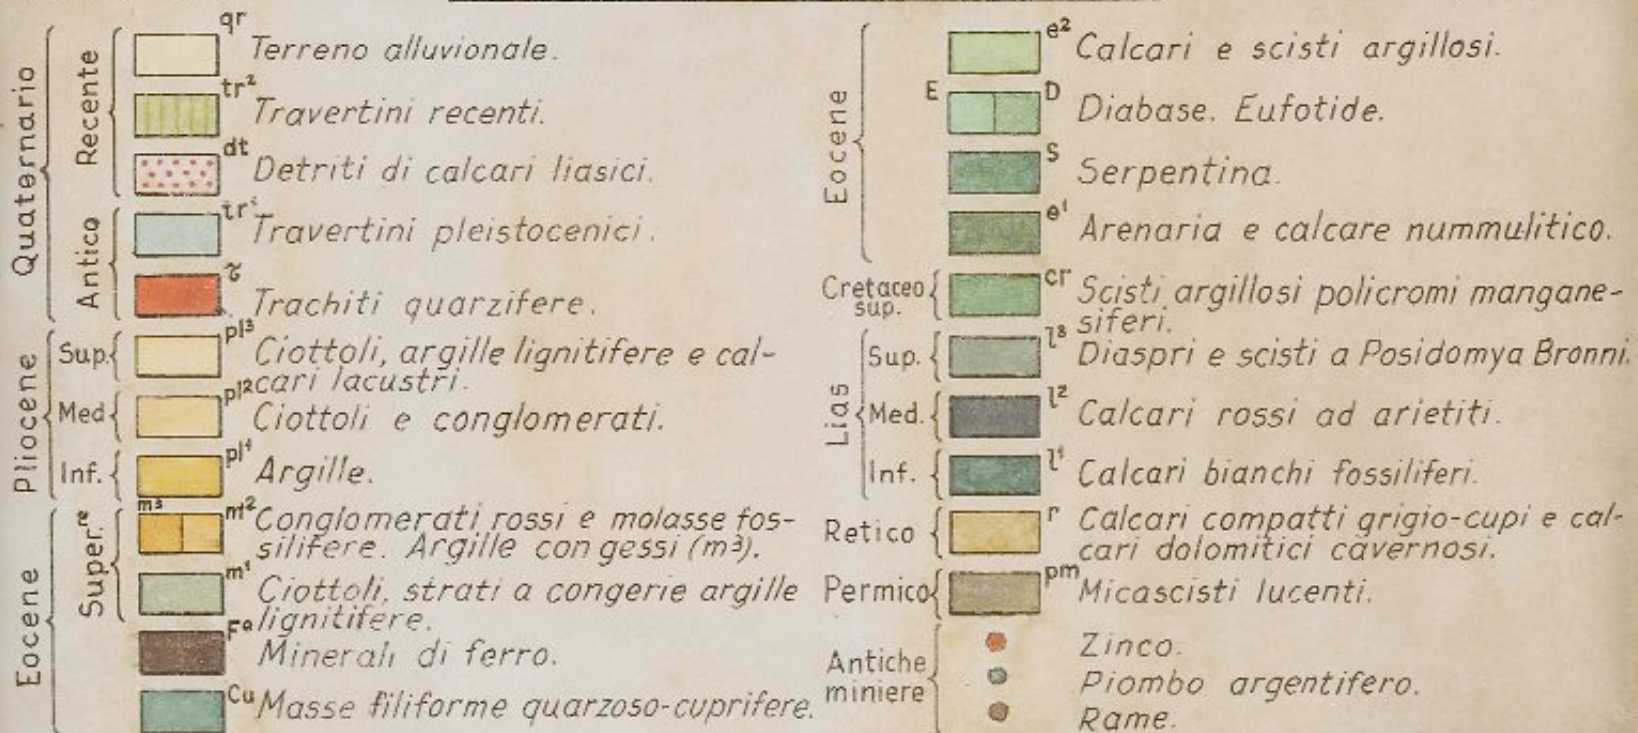 Quaternario
Recente
qr Terreno alluvionale.
tr² Travertini recenti.
dt Detriti di calcari liasici.
Antico
tr¹ Travertini pleistocenici.
τ Trachiti quarzifere.
Pliocene
Sup. pl³ Ciottoli, argille lignitifere e cal-
cari lacustri.
Med pl² Ciottoli e conglomerati.
Inf. pl¹ Argille.
Eocene
Super.re
m³ m² Conglomerati rossi e molasse fos-
silifere. Argille con gessi (m³).
m¹ Ciottoli, strati a congerie argille
lignitifere.
Fe Minerali di ferro.
Cu Masse filiforme quarzoso-cuprifere.
Eocene
e² Calcari e scisti argillosi.
E D Diabase. Eufotide.
S Serpentina.
e¹ Arenaria e calcare nummulitico.
Cretaceo
sup.
cr Scisti argillosi policromi mangane-
siferi.
Lias
Sup. l³ Diaspri e scisti a Posidomya Bronni.
Med. l² Calcari rossi ad arietiti.
Inf. l¹ Calcari bianchi fossiliferi.
Retico r Calcari compatti grigio-cupi e cal-
cari dolomitici cavernosi.
Permico pm Micascisti lucenti.
Antiche
miniere
Zinco.
Piombo argentifero.
Rame.